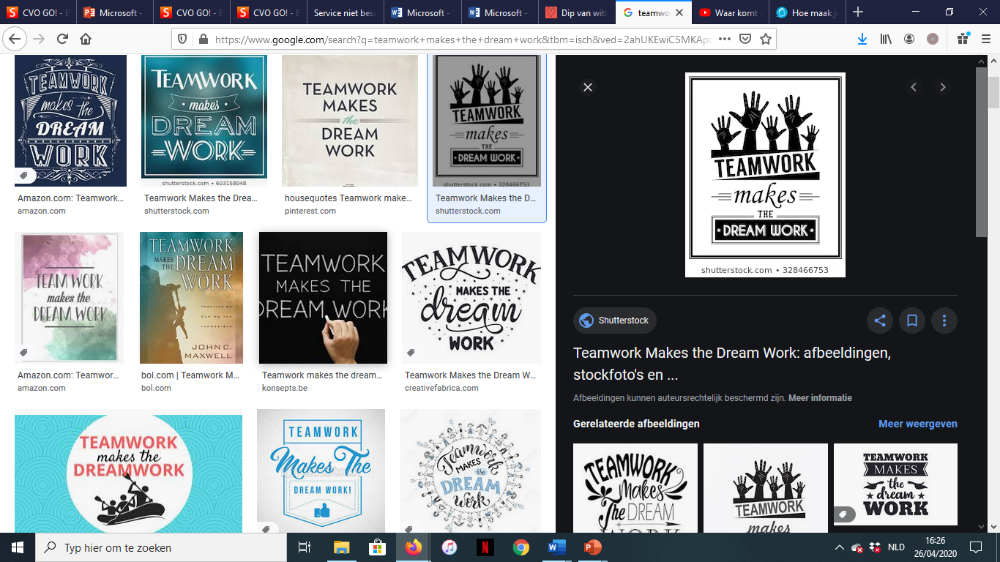 CVO GO! - E
Microsoft -
CVO GO! - E
CVO GO! - E
Service niet besc
Microsoft -
Microsoft -
Dip van witt
teamwo
Waar komt
Hoe maak je
https://www.google.com/search?q=teamwork+makes+the+dream+work&tbm=isch&ved=2ahUKEwiC5MKApc
TEAMWORK
makes the
DREAM
WORK
Amazon.com: Teamwork...
amazon.com
TEAMWORK
makes
DREAM
WORK
shutterstock.com • 603158048
Teamwork Makes the Drea...
shutterstock.com
TEAMWORK
MAKES
the
DREAM
WORK
housequotes Teamwork make...
pinterest.com
TEAMWORK
makes
THE
DREAM WORK
shutterstock.com • 328466753
Teamwork Makes the D...
shutterstock.com
TEAM WORK
makes the
DREAM WORK
Amazon.com: Teamwor...
amazon.com
TEAMWORK
MAKES
THE DREAM
WORK
Together We
Can Do the
Impossible
JOHN C.
MAXWELL
bol.com | Teamwork M...
bol.com
TEAMWORK
MAKES THE
DREAM WORK
Teamwork makes the dream...
konsepts.be
TEAMWORK
MAKES THE
dream
WORK
Teamwork Makes the Dream W...
creativefabrica.com
TEAMWORK
makes the
DREAMWORK
TEAMWORK
Makes The
DREAM WORK!
Teamwork
MAKES
the
DREAM
Work
TEAMWORK
makes
THE
DREAM WORK
shutterstock.com • 328466753
Shutterstock
Teamwork Makes the Dream Work: afbeeldingen,
stockfoto's en ...
Afbeeldingen kunnen auteursrechtelijk beschermd zijn. Meer informatie
Gerelateerde afbeeldingen
Meer weergeven
TEAMWORK
Makes
The DREAM
WORK
TEAMWORK
makes
TEAMWORK
MAKES
the
dream
WORK
Typ hier om te zoeken
NLD
16:26
26/04/2020